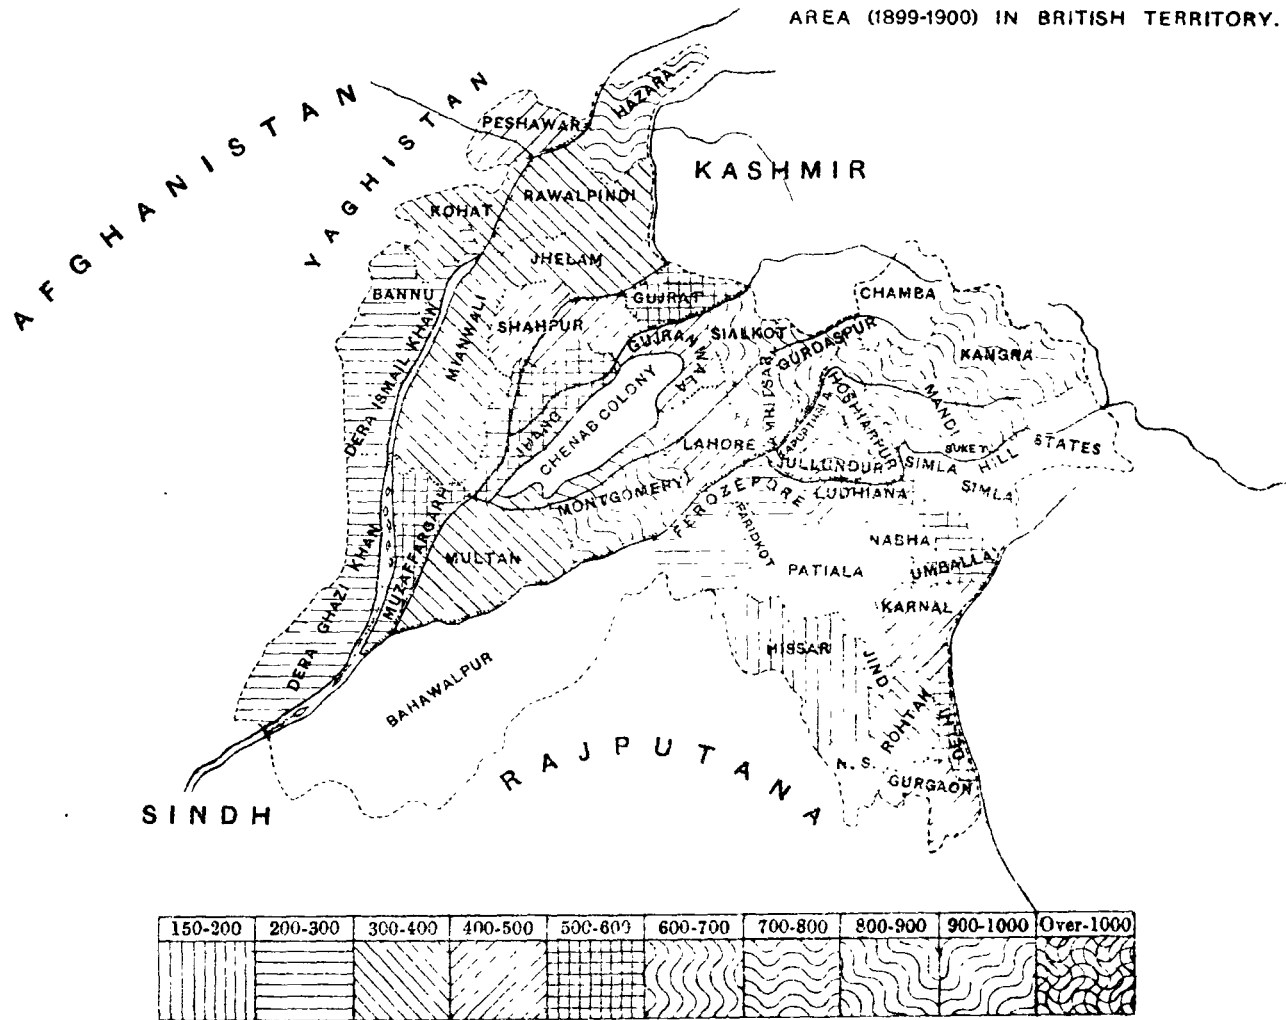 AREA (1899-1900) IN BRITISH TERRITORY.
AFGHANISTAN
YAGHISTAN
HAZARA
PESHAWAR
KASHMIR
RAWALPINDI
KOHAT
JHELAM
BANNU
GUJRAT
CHAMBA
SHAHPUR
MYANWALI
GUJRANWALA
SIALKOT
GURDASPUR
KANGRA
DERA ISMAIL KHAN
CHENAB COLONY
JHANG
AMRITSAR
KAPURTHALA
HOSHIARPUR
MANDI
SUKET
LAHORE
JULLUNDUR
SIMLA HILL STATES
SIMLA
MONTGOMERY
FEROZEPORE
LUDHIANA
FARIDKOT
NABHA
MUZAFFARGARH
MULTAN
PATIALA
UMBALLA
DERA GHAZI KHAN
KARNAL
HISSAR
JIND
BAHAWALPUR
ROHTAK
DELHI
RAJPUTANA
N. S.
GURGAON
SINDH
150-200 200-300 300-400 400-500 500-600 600-700 700-800 800-900 900-1000 Over-1000